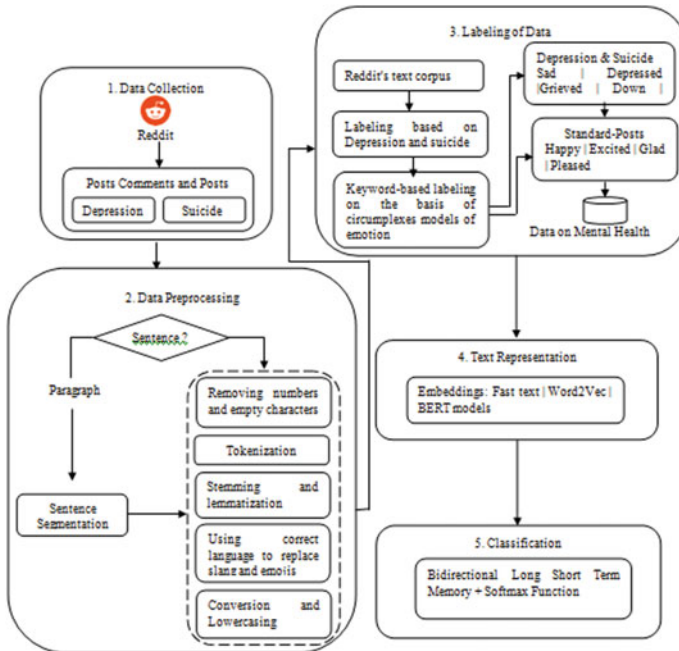 1. Data Collection
Reddit
Posts Comments and Posts
Depression
Suicide
2. Data Preprocessing
Sentence ?
Paragraph
Sentence
Segmentation
Removing numbers
and empty characters
Tokenization
Stemming and
lemmatization
Using correct
language to replace
slang and emojis
Conversion and
Lowercasing
3. Labeling of Data
Reddit's text corpus
Labeling based on
Depression and suicide
Keyword-based labeling
on the basis of
circumplexes models of
emotion
Depression & Suicide
Sad | Depressed
|Grieved | Down |
Standard-Posts
Happy | Excited | Glad
| Pleased
Data on Mental Health
4. Text Representation
Embeddings: Fast text | Word2Vec |
BERT models
5. Classification
Bidirectional Long Short Term
Memory + Softmax Function